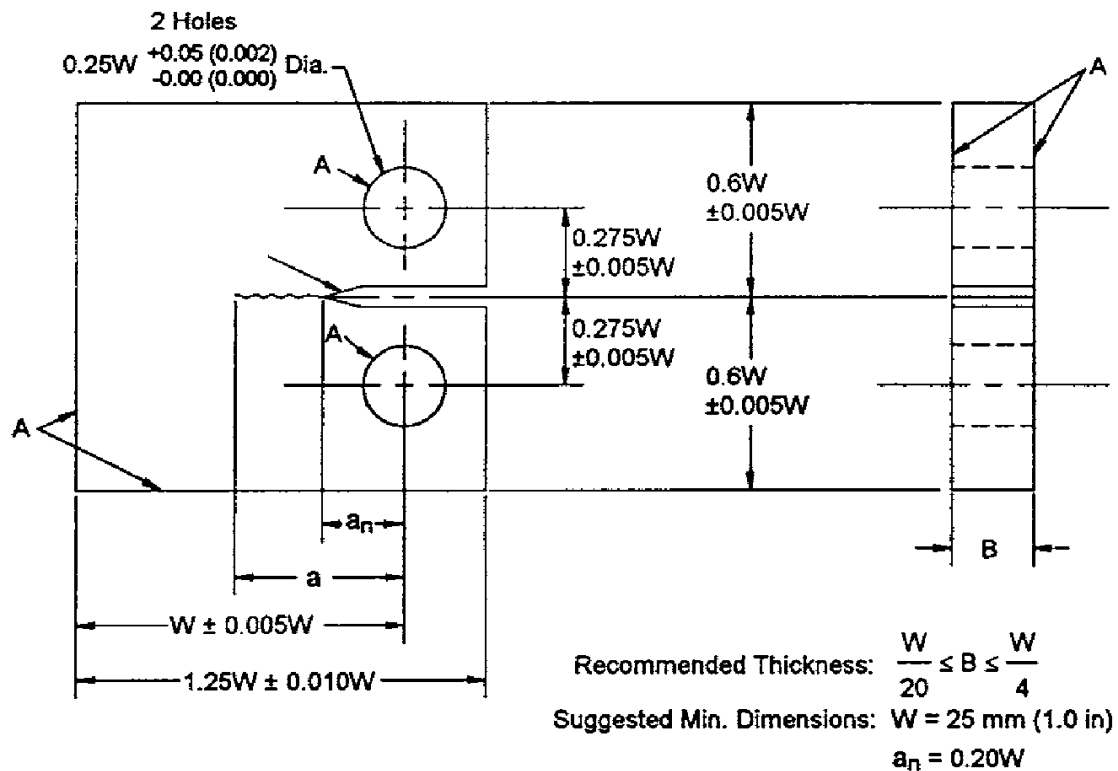 2 Holes
0.25W +0.05 (0.002) Dia.
-0.00 (0.000)
A
A
0.6W
±0.005W
0.275W
±0.005W
0.275W
±0.005W
A
0.6W
±0.005W
A
aₙ
B
a
W ± 0.005W
1.25W ± 0.010W
Recommended Thickness: W/20 ≤ B ≤ W/4
Suggested Min. Dimensions: W = 25 mm (1.0 in)
aₙ = 0.20W